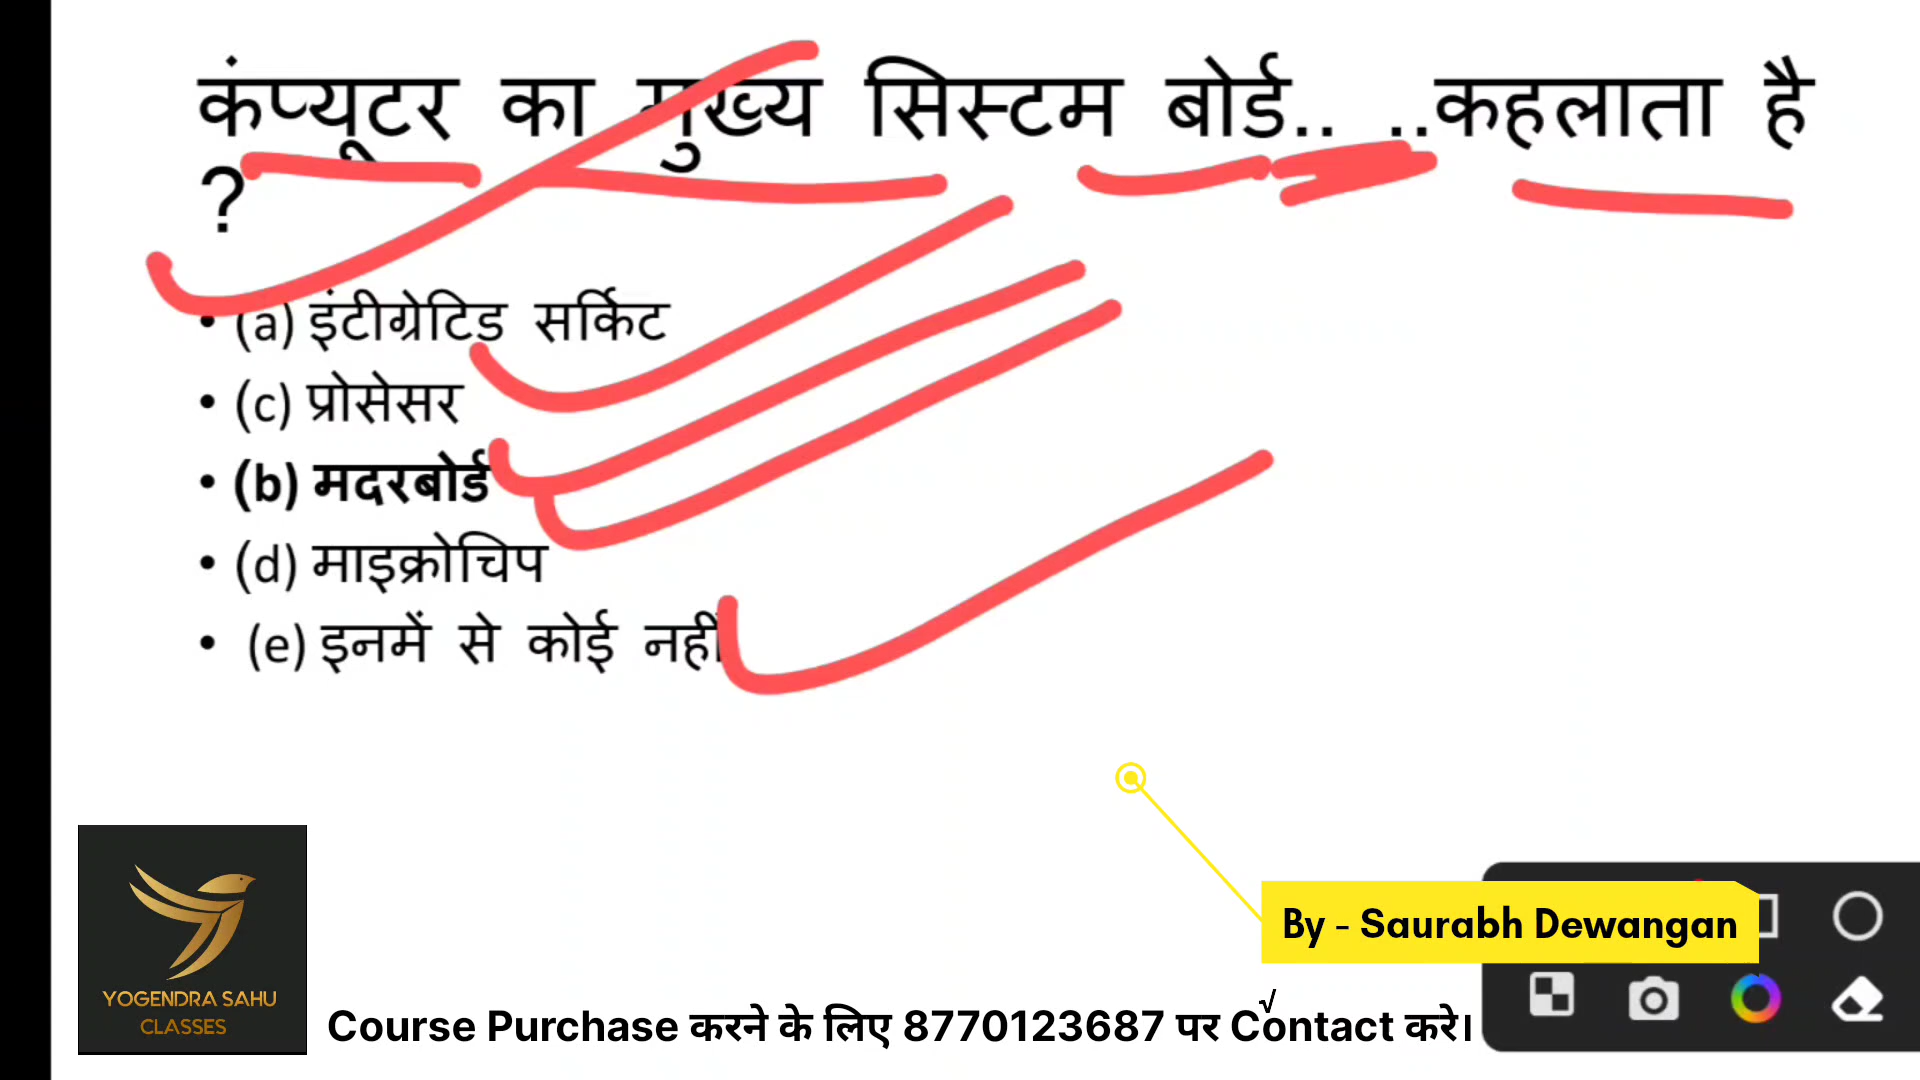 कंप्यूटर का मुख्य सिस्टम बोर्ड.. ..कहलाता है
?
• (a) इंटीग्रेटिड सर्किट
• (c) प्रोसेसर
• (b) मदरबोर्ड
• (d) माइक्रोचिप
• (e) इनमें से कोई नहीं
By - Saurabh Dewangan
YOGENDRA SAHU
CLASSES
√
Course Purchase करने के लिए 8770123687 पर Contact करे।